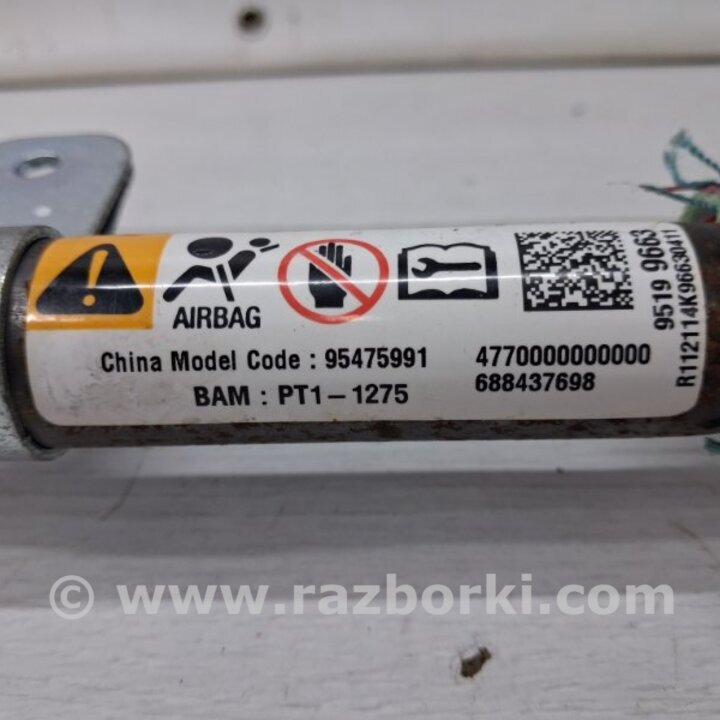 AIRBAG
China Model Code : 95475991
BAM : PT1-1275
4770000000000
688437698
9519 9663
R112114K96630411
© www.razborki.com